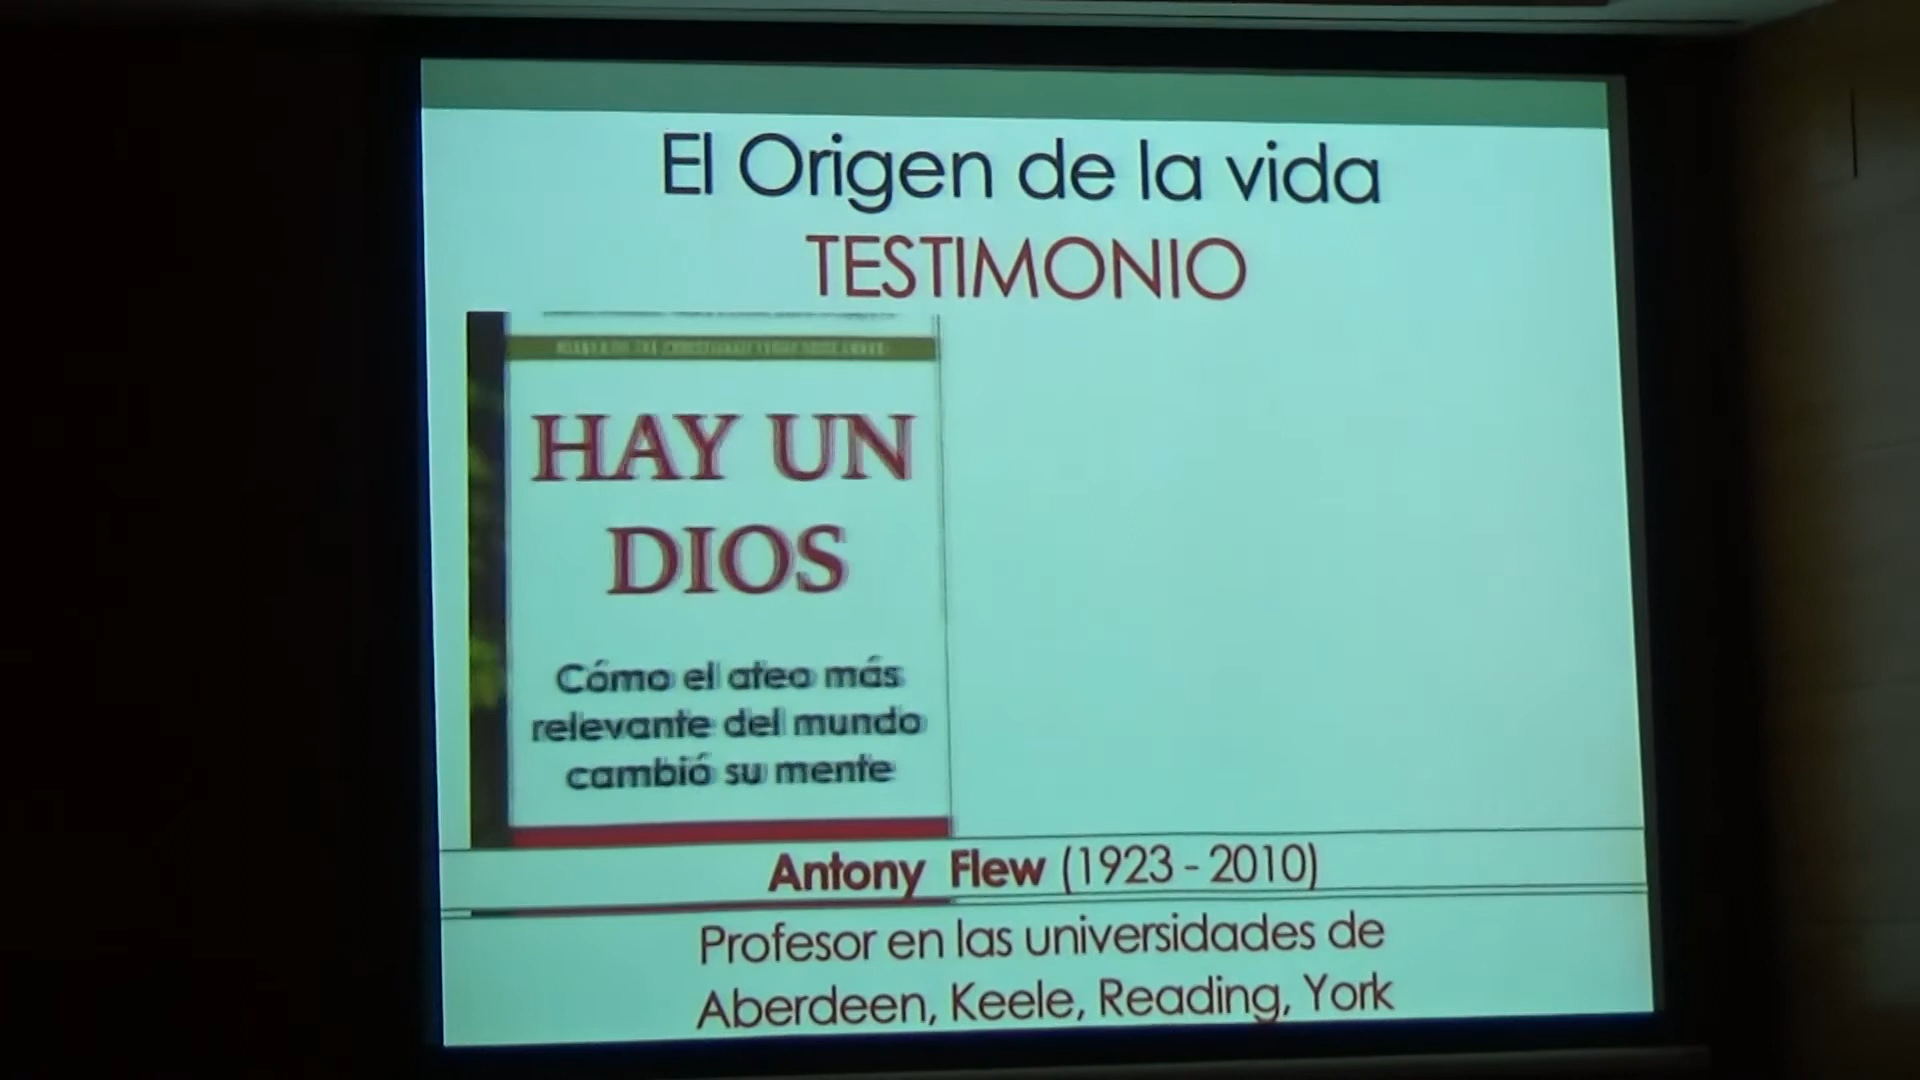 El Origen de la vida
TESTIMONIO
HAY UN
DIOS
Cómo el ateo más
relevante del mundo
cambió su mente
Antony Flew (1923 - 2010)
Profesor en las universidades de
Aberdeen, Keele, Reading, York